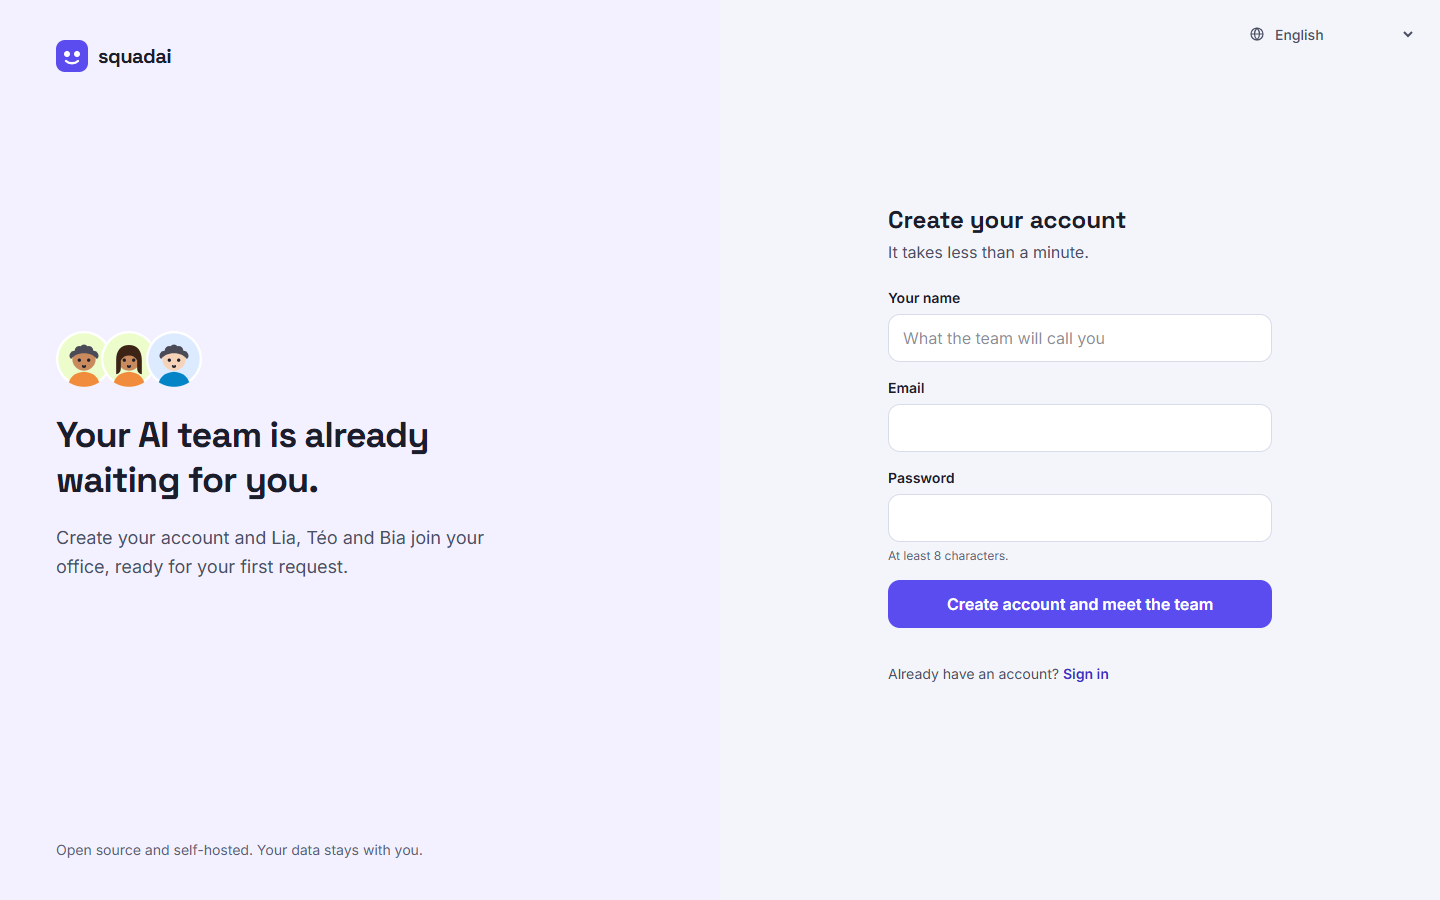 squadai
English
Your AI team is already
waiting for you.
Create your account and Lia, Téo and Bia join your
office, ready for your first request.
Open source and self-hosted. Your data stays with you.
Create your account
It takes less than a minute.
Your name
What the team will call you
Email
Password
At least 8 characters.
Create account and meet the team
Already have an account? Sign in